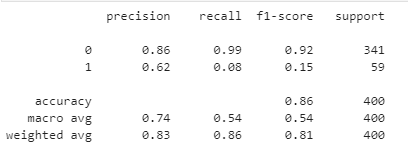 precision recall f1-score support
0 0.86 0.99 0.92 341
1 0.62 0.08 0.15 59
accuracy 0.86 400
macro avg 0.74 0.54 0.54 400
weighted avg 0.83 0.86 0.81 400